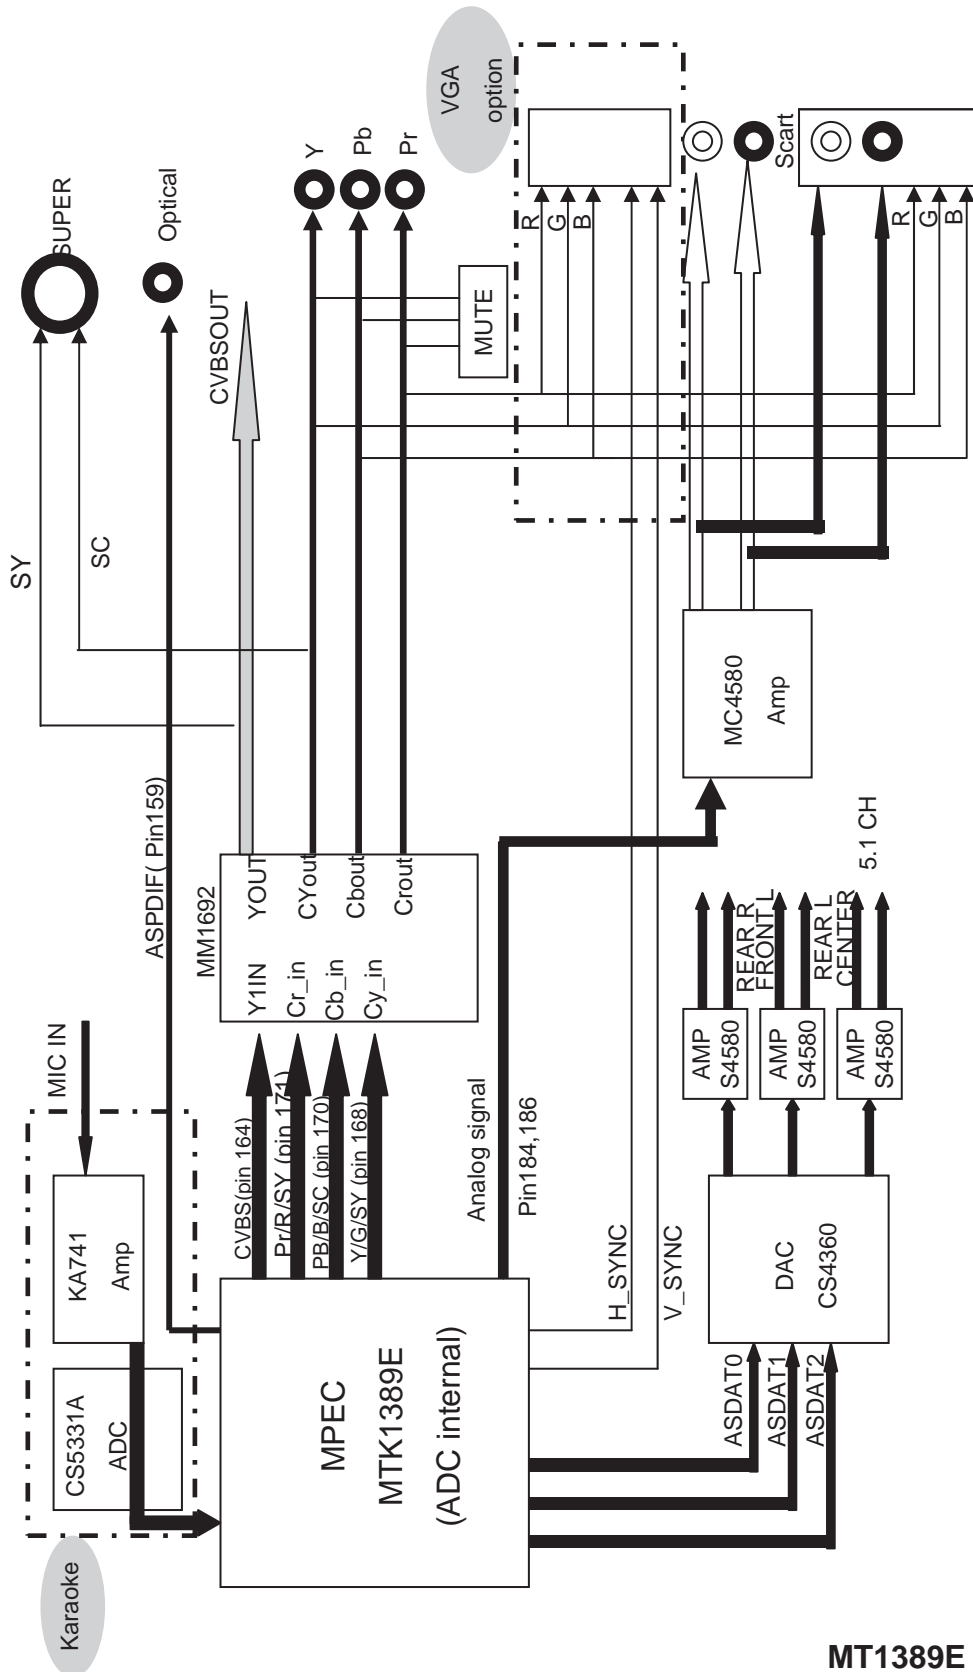 Karaoke
CS5331A
ADC
KA741
Amp
MIC IN
MPEC
MTK1389E
(ADC internal)
ASPDIF( Pin159)
SY
SC
SUPER
Optical
CVBS(pin 164)
Pr/R/SY (pin 171)
PB/B/SC (pin 170)
Y/G/SY (pin 168)
MM1692
Y1IN
Cr_in
Cb_in
Cy_in
YOUT
CYout
Cbout
Crout
CVBSOUT
Y
Pb
Pr
MUTE
VGA
option
R
G
B
Analog signal
Pin184,186
H_SYNC
V_SYNC
MC4580
Amp
Scart
R
G
B
ASDAT0
ASDAT1
ASDAT2
DAC
CS4360
AMP
S4580
AMP
S4580
AMP
S4580
REAR R
FRONT L
REAR L
CENTER
5.1 CH
MT1389E